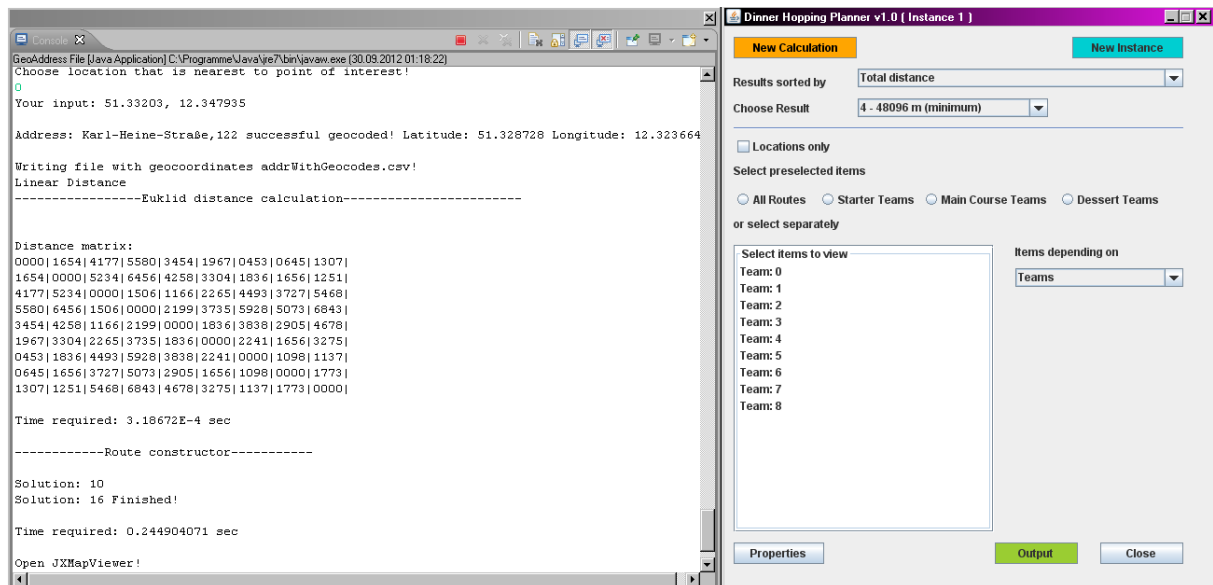 Console
GeoAddress File [Java Application] C:\Programme\Java\jre7\bin\javaw.exe (30.09.2012 01:18:22)
Choose location that is nearest to point of interest!
0
Your input: 51.33203, 12.347935
Address: Karl-Heine-Straße,122 successful geocoded! Latitude: 51.328728 Longitude: 12.323664
Writing file with geocoordinates addrWithGeocodes.csv!
Linear Distance
-----------------Euklid distance calculation------------------------
Distance matrix:
0000|1654|4177|5580|3454|1967|0453|0645|1307|
1654|0000|5234|6456|4258|3304|1836|1656|1251|
4177|5234|0000|1506|1166|2265|4493|3727|5468|
5580|6456|1506|0000|2199|3735|5928|5073|6843|
3454|4258|1166|2199|0000|1836|3838|2905|4678|
1967|3304|2265|3735|1836|0000|2241|1656|3275|
0453|1836|4493|5928|3838|2241|0000|1098|1137|
0645|1656|3727|5073|2905|1656|1098|0000|1773|
1307|1251|5468|6843|4678|3275|1137|1773|0000|
Time required: 3.18672E-4 sec
------------Route constructor-----------
Solution: 10
Solution: 16 Finished!
Time required: 0.244904071 sec
Open JXMapViewer!
Dinner Hopping Planner v1.0 ( Instance 1 )
New Calculation New Instance
Results sorted by Total distance
Choose Result 4 - 48096 m (minimum)
Locations only
Select preselected items
All Routes Starter Teams Main Course Teams Dessert Teams
or select separately
Select items to view Items depending on
Team: 0 Teams
Team: 1
Team: 2
Team: 3
Team: 4
Team: 5
Team: 6
Team: 7
Team: 8
Properties Output Close